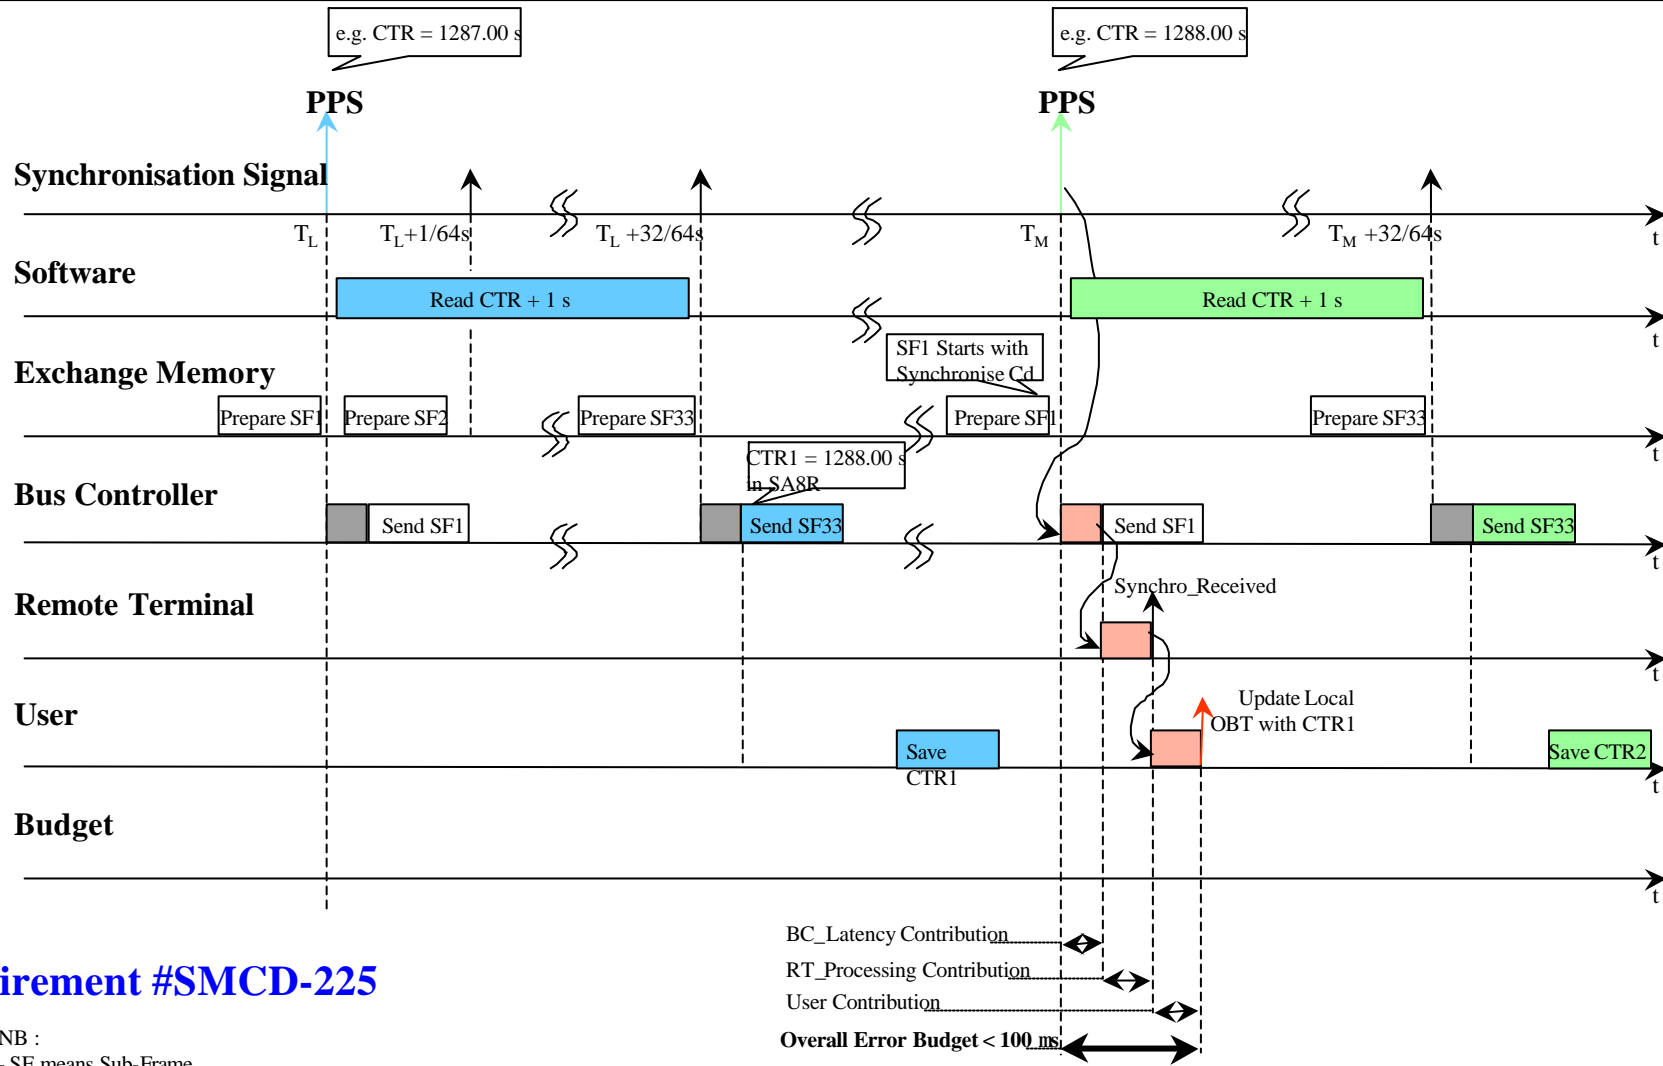 e.g. CTR = 1287.00 s
e.g. CTR = 1288.00 s
PPS
PPS
Synchronisation Signal
TL
TL+1/64s
TL +32/64s
TM
TM +32/64s
t
Software
Read CTR + 1 s
Read CTR + 1 s
t
SF1 Starts with
Synchronise Cd
Exchange Memory
Prepare SF1
Prepare SF2
Prepare SF33
Prepare SF1
Prepare SF33
t
CTR1 = 1288.00 s
in SA8R
Bus Controller
Send SF1
Send SF33
Send SF1
Send SF33
t
Synchro_Received
Remote Terminal
t
User
Update Local
OBT with CTR1
Save
CTR1
Save CTR2
t
Budget
t
BC_Latency Contribution
RT_Processing Contribution
User Contribution
Overall Error Budget < 100 ms
irement #SMCD-225
NB :
- SF means Sub-Frame